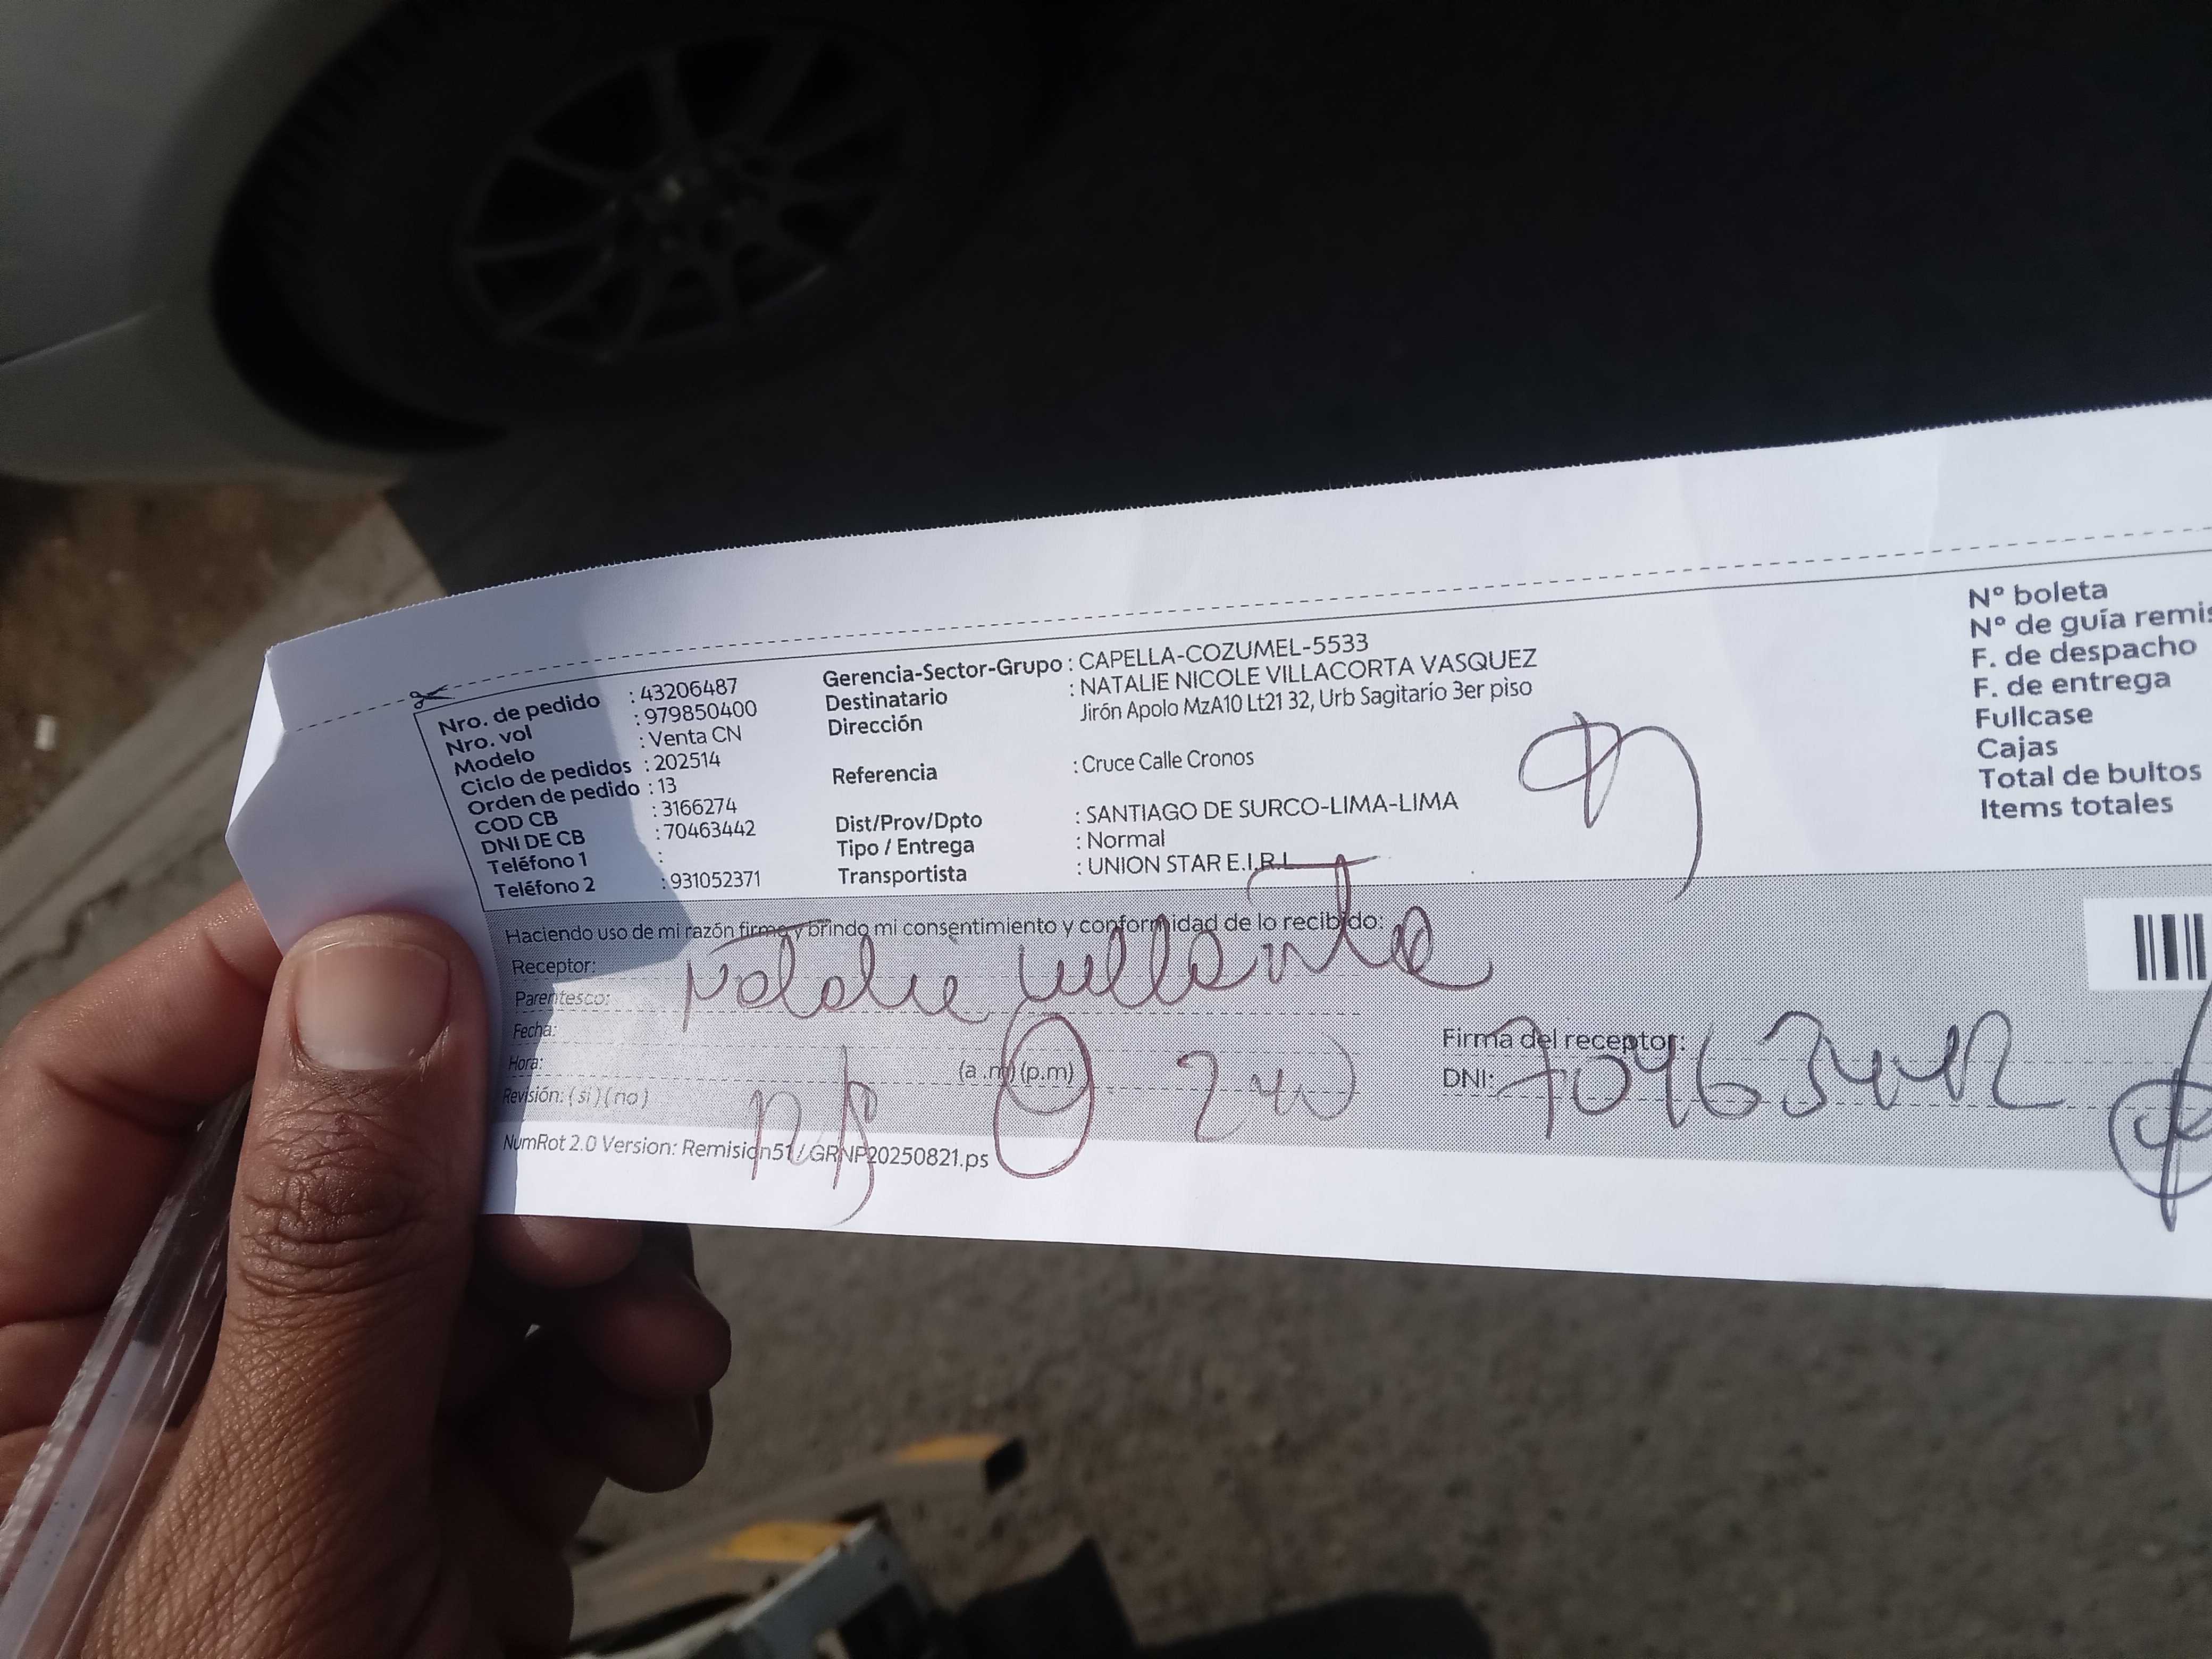 Nro. de pedido : 43206487
Nro. vol : 979850400
Modelo : Venta CN
Ciclo de pedidos : 202514
Orden de pedido : 13
COD CB : 3166274
DNI DE CB : 70463442
Teléfono 1 :
Teléfono 2 : 931052371
Gerencia-Sector-Grupo : CAPELLA-COZUMEL-5533
Destinatario : NATALIE NICOLE VILLACORTA VASQUEZ
Dirección Jirón Apolo MzA10 Lt21 32, Urb Sagitario 3er piso
Referencia : Cruce Calle Cronos
Dist/Prov/Dpto : SANTIAGO DE SURCO-LIMA-LIMA
Tipo / Entrega : Normal
Transportista : UNION STAR E.I.R.L
N° boleta
N° de guía remis
F. de despacho
F. de entrega
Fullcase
Cajas
Total de bultos
Items totales
Haciendo uso de mi razón firmo y brindo mi consentimiento y conformidad de lo recibido:
Receptor: Natalie
Parentesco:
Fecha:
Hora: (a.m) (p.m) 240
Revisión: (si) (no)
Firma del receptor:
DNI: 70463442
NumRot 2.0 Version: Remision51 / GRNP20250821.ps